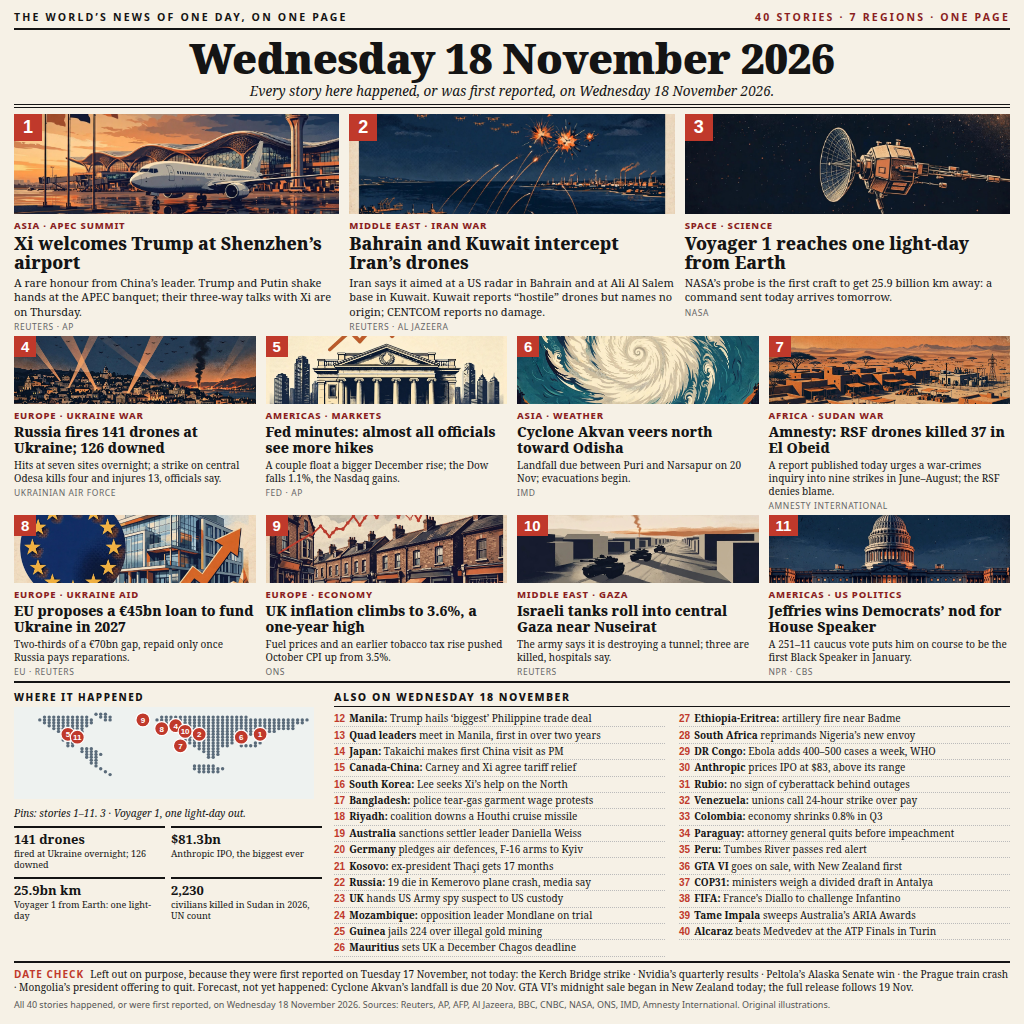 THE WORLD'S NEWS OF ONE DAY, ON ONE PAGE
40 STORIES · 7 REGIONS · ONE PAGE
Wednesday 18 November 2026
Every story here happened, or was first reported, on Wednesday 18 November 2026.
1
ASIA · APEC SUMMIT
Xi welcomes Trump at Shenzhen's
airport
A rare honour from China's leader. Trump and Putin shake
hands at the APEC banquet; their three-way talks with Xi are
on Thursday.
REUTERS · AP
2
MIDDLE EAST · IRAN WAR
Bahrain and Kuwait intercept
Iran's drones
Iran says it aimed at a US radar in Bahrain and at Ali Al Salem
base in Kuwait. Kuwait reports “hostile” drones but names no
origin; CENTCOM reports no damage.
REUTERS · AL JAZEERA
3
SPACE · SCIENCE
Voyager 1 reaches one light-day
from Earth
NASA's probe is the first craft to get 25.9 billion km away: a
command sent today arrives tomorrow.
NASA
4
EUROPE · UKRAINE WAR
Russia fires 141 drones at
Ukraine; 126 downed
Hits at seven sites overnight; a strike on central
Odesa kills four and injures 13, officials say.
UKRAINIAN AIR FORCE
5
AMERICAS · MARKETS
Fed minutes: almost all officials
see more hikes
A couple float a bigger December rise; the Dow
falls 1.1%, the Nasdaq gains.
FED · AP
6
ASIA · WEATHER
Cyclone Akvan veers north
toward Odisha
Landfall due between Puri and Narsapur on 20
Nov; evacuations begin.
IMD
7
AFRICA · SUDAN WAR
Amnesty: RSF drones killed 37 in
El Obeid
A report published today urges a war-crimes
inquiry into nine strikes in June–August; the RSF
denies blame.
AMNESTY INTERNATIONAL
8
EUROPE · UKRAINE AID
EU proposes a €45bn loan to fund
Ukraine in 2027
Two-thirds of a €70bn gap, repaid only once
Russia pays reparations.
EU · REUTERS
9
EUROPE · ECONOMY
UK inflation climbs to 3.6%, a
one-year high
Fuel prices and an earlier tobacco tax rise pushed
October CPI up from 3.5%.
ONS
10
MIDDLE EAST · GAZA
Israeli tanks roll into central
Gaza near Nuseirat
The army says it is destroying a tunnel; three are
killed, hospitals say.
REUTERS
11
AMERICAS · US POLITICS
Jeffries wins Democrats' nod for
House Speaker
A 251–11 caucus vote puts him on course to be the
first Black Speaker in January.
NPR · CBS
WHERE IT HAPPENED
9
8
4
10
2
7
6
1
5
11
Pins: stories 1–11. 3 · Voyager 1, one light-day out.
141 drones
fired at Ukraine overnight; 126
downed
$81.3bn
Anthropic IPO, the biggest ever
25.9bn km
Voyager 1 from Earth: one light-
day
2,230
civilians killed in Sudan in 2026,
UN count
ALSO ON WEDNESDAY 18 NOVEMBER
12 Manila: Trump hails ‘biggest’ Philippine trade deal
13 Quad leaders meet in Manila, first in over two years
14 Japan: Takaichi makes first China visit as PM
15 Canada-China: Carney and Xi agree tariff relief
16 South Korea: Lee seeks Xi's help on the North
17 Bangladesh: police tear-gas garment wage protests
18 Riyadh: coalition downs a Houthi cruise missile
19 Australia sanctions settler leader Daniella Weiss
20 Germany pledges air defences, F-16 arms to Kyiv
21 Kosovo: ex-president Thaçi gets 17 months
22 Russia: 19 die in Kemerovo plane crash, media say
23 UK hands US Army spy suspect to US custody
24 Mozambique: opposition leader Mondlane on trial
25 Guinea jails 224 over illegal gold mining
26 Mauritius sets UK a December Chagos deadline
27 Ethiopia-Eritrea: artillery fire near Badme
28 South Africa reprimands Nigeria's new envoy
29 DR Congo: Ebola adds 400–500 cases a week, WHO
30 Anthropic prices IPO at $83, above its range
31 Rubio: no sign of cyberattack behind outages
32 Venezuela: unions call 24-hour strike over pay
33 Colombia: economy shrinks 0.8% in Q3
34 Paraguay: attorney general quits before impeachment
35 Peru: Tumbes River passes red alert
36 GTA VI goes on sale, with New Zealand first
37 COP31: ministers weigh a divided draft in Antalya
38 FIFA: France's Diallo to challenge Infantino
39 Tame Impala sweeps Australia's ARIA Awards
40 Alcaraz beats Medvedev at the ATP Finals in Turin
DATE CHECK Left out on purpose, because they were first reported on Tuesday 17 November, not today: the Kerch Bridge strike · Nvidia's quarterly results · Peltola's Alaska Senate win · the Prague train crash
· Mongolia's president offering to quit. Forecast, not yet happened: Cyclone Akvan's landfall is due 20 Nov. GTA VI's midnight sale began in New Zealand today; the full release follows 19 Nov.
All 40 stories happened, or were first reported, on Wednesday 18 November 2026. Sources: Reuters, AP, AFP, Al Jazeera, BBC, CNBC, NASA, ONS, IMD, Amnesty International. Original illustrations.